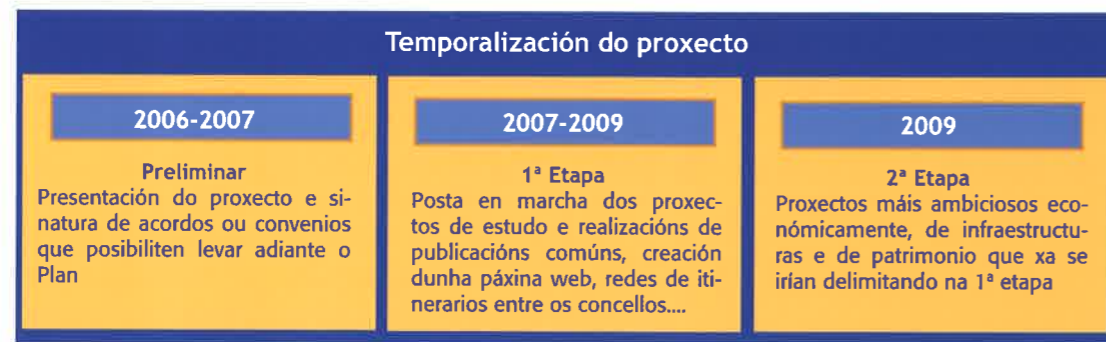 Temporalización do proxecto
2006-2007
Preliminar
Presentación do proxecto e si-
natura de acordos ou convenios
que posibiliten levar adiante o
Plan
2007-2009
1ª Etapa
Posta en marcha dos proxec-
tos de estudo e realizacións de
publicacións comúns, creación
dunha páxina web, redes de iti-
nerarios entre os concellos....
2009
2ª Etapa
Proxectos máis ambiciosos eco-
nómicamente, de infraestructu-
ras e de patrimonio que xa se
irían delimitando na 1ª etapa